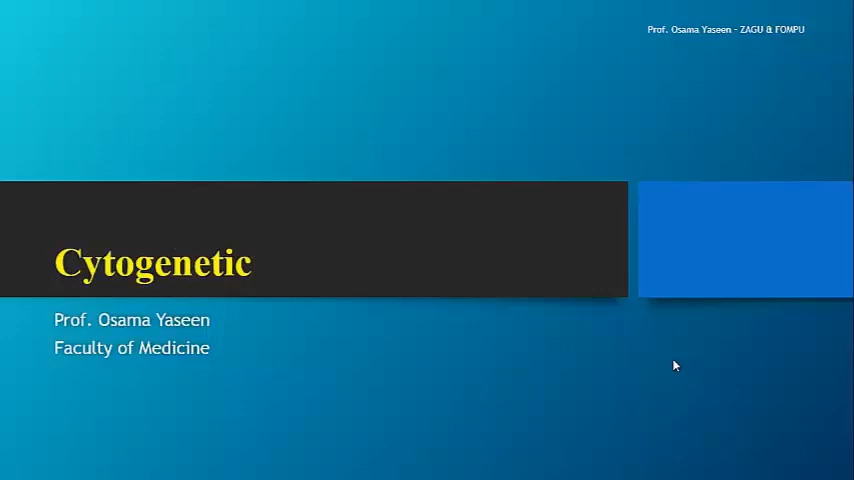 Prof. Osama Yaseen - ZAGU & FOMPU
Cytogenetic
Prof. Osama Yaseen
Faculty of Medicine